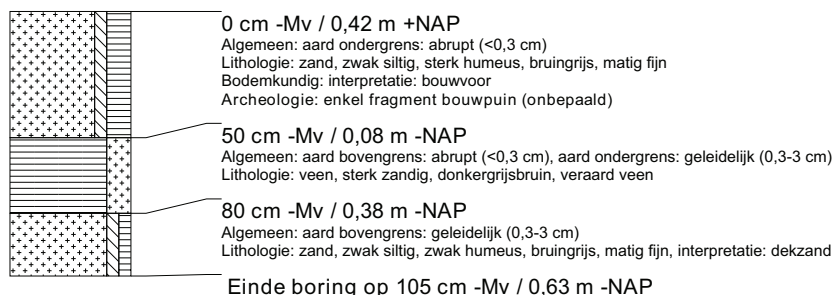 0 cm -Mv / 0,42 m +NAP
Algemeen: aard ondergrens: abrupt (<0,3 cm)
Lithologie: zand, zwak siltig, sterk humeus, bruingrijs, matig fijn
Bodemkundig: interpretatie: bouwvoor
Archeologie: enkel fragment bouwpuin (onbepaald)
50 cm -Mv / 0,08 m -NAP
Algemeen: aard bovengrens: abrupt (<0,3 cm), aard ondergrens: geleidelijk (0,3-3 cm)
Lithologie: veen, sterk zandig, donkergrijsbruin, veraard veen
80 cm -Mv / 0,38 m -NAP
Algemeen: aard bovengrens: geleidelijk (0,3-3 cm)
Lithologie: zand, zwak siltig, zwak humeus, bruingrijs, matig fijn, interpretatie: dekzand
Einde boring op 105 cm -Mv / 0,63 m -NAP